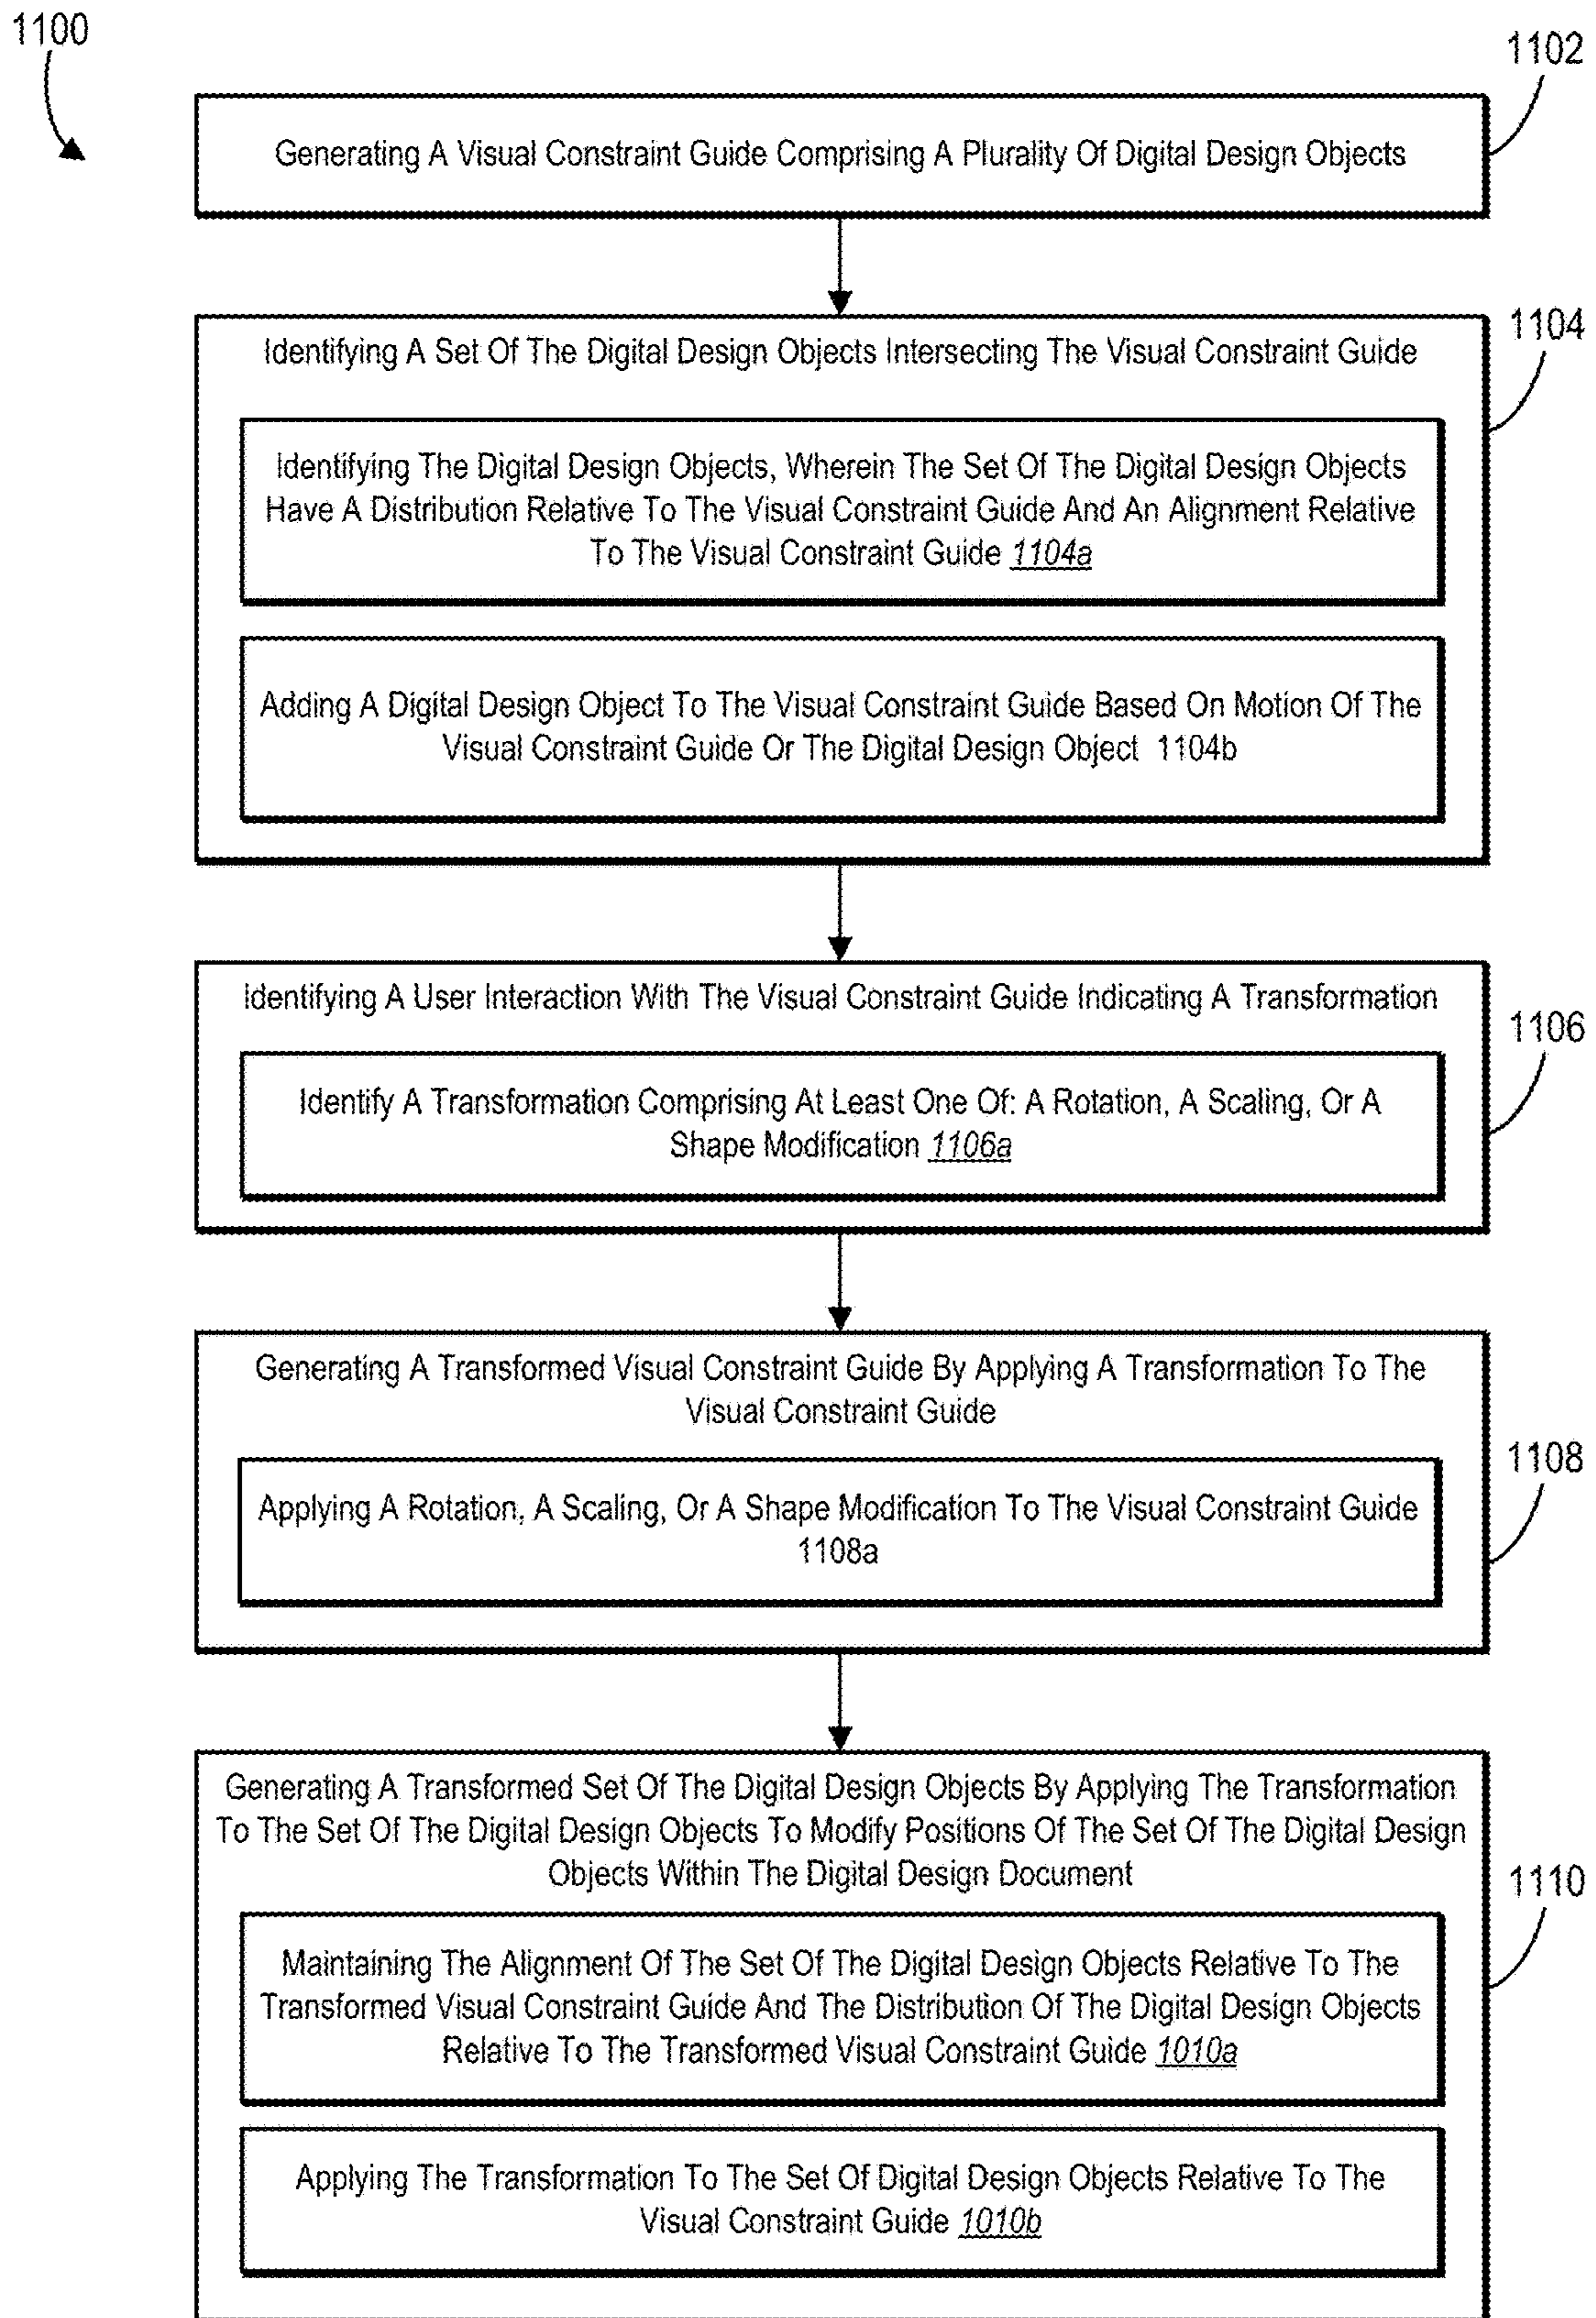 1100
1102
Generating A Visual Constraint Guide Comprising A Plurality Of Digital Design Objects
1104
Identifying A Set Of The Digital Design Objects Intersecting The Visual Constraint Guide
Identifying The Digital Design Objects, Wherein The Set Of The Digital Design Objects
Have A Distribution Relative To The Visual Constraint Guide And An Alignment Relative
To The Visual Constraint Guide 1104a
Adding A Digital Design Object To The Visual Constraint Guide Based On Motion Of The
Visual Constraint Guide Or The Digital Design Object 1104b
Identifying A User Interaction With The Visual Constraint Guide Indicating A Transformation
1106
Identify A Transformation Comprising At Least One Of: A Rotation, A Scaling, Or A
Shape Modification 1106a
Generating A Transformed Visual Constraint Guide By Applying A Transformation To The
Visual Constraint Guide
1108
Applying A Rotation, A Scaling, Or A Shape Modification To The Visual Constraint Guide
1108a
Generating A Transformed Set Of The Digital Design Objects By Applying The Transformation
To The Set Of The Digital Design Objects To Modify Positions Of The Set Of The Digital Design
Objects Within The Digital Design Document
1110
Maintaining The Alignment Of The Set Of The Digital Design Objects Relative To The
Transformed Visual Constraint Guide And The Distribution Of The Digital Design Objects
Relative To The Transformed Visual Constraint Guide 1010a
Applying The Transformation To The Set Of Digital Design Objects Relative To The
Visual Constraint Guide 1010b